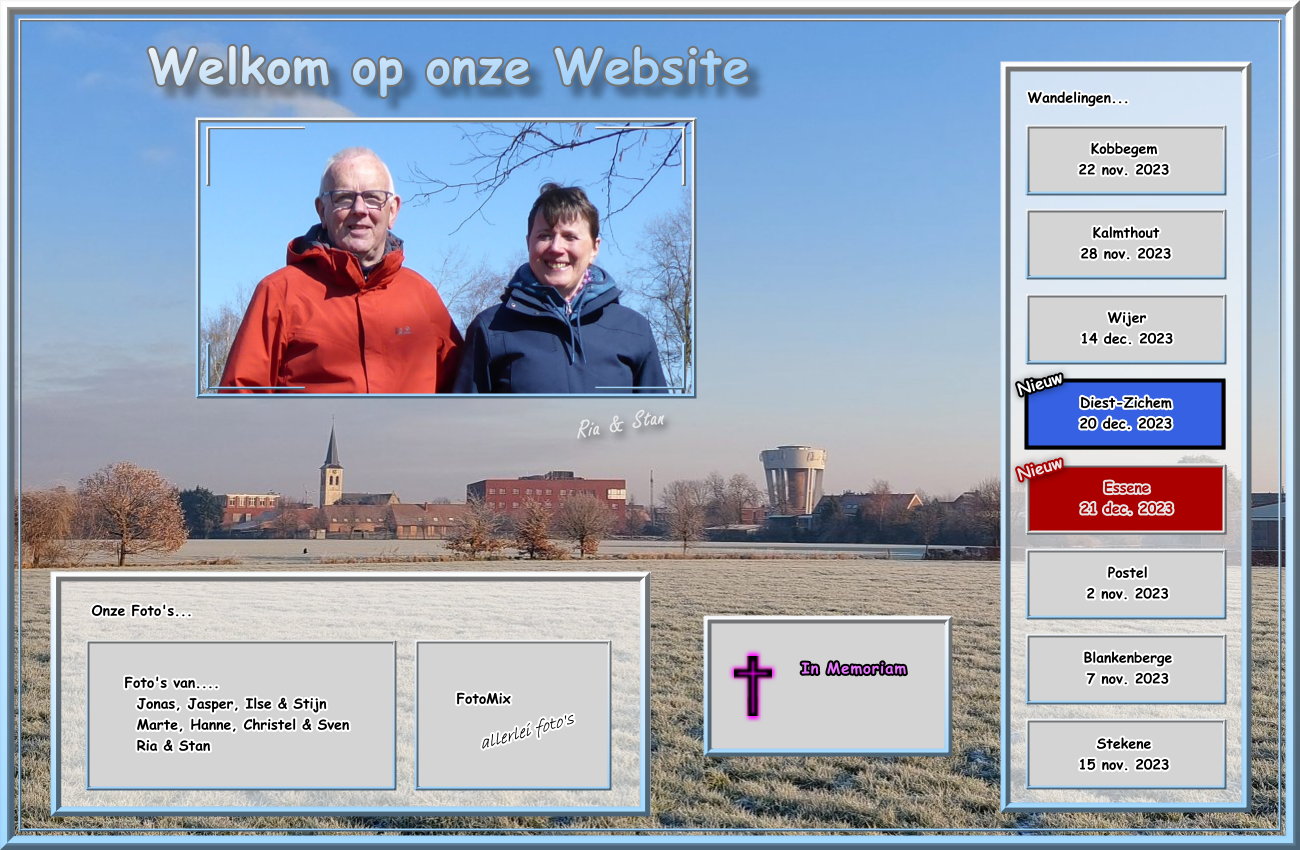 Welkom op onze Website
Ria & Stan
Wandelingen...
Kobbegem
22 nov. 2023
Kalmthout
28 nov. 2023
Wijer
14 dec. 2023
Nieuw
Diest-Zichem
20 dec. 2023
Nieuw
Essene
21 dec. 2023
Postel
2 nov. 2023
Blankenberge
7 nov. 2023
Stekene
15 nov. 2023
Onze Foto's...
Foto's van....
Jonas, Jasper, Ilse & Stijn
Marte, Hanne, Christel & Sven
Ria & Stan
FotoMix
allerlei foto's
In Memoriam